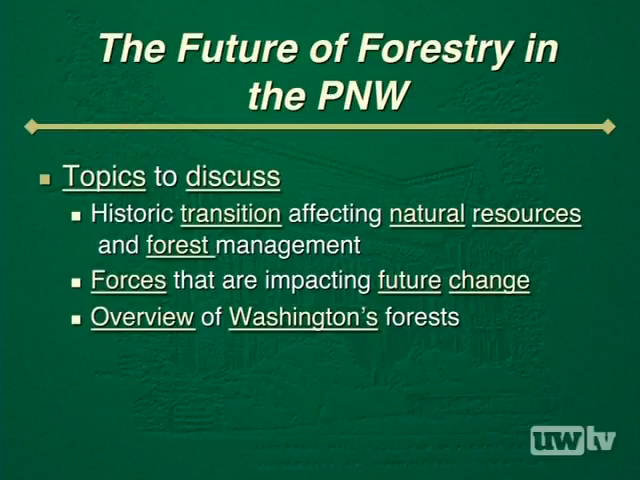 The Future of Forestry in
the PNW
Topics to discuss
Historic transition affecting natural resources
and forest management
Forces that are impacting future change
Overview of Washington's forests
uwtv